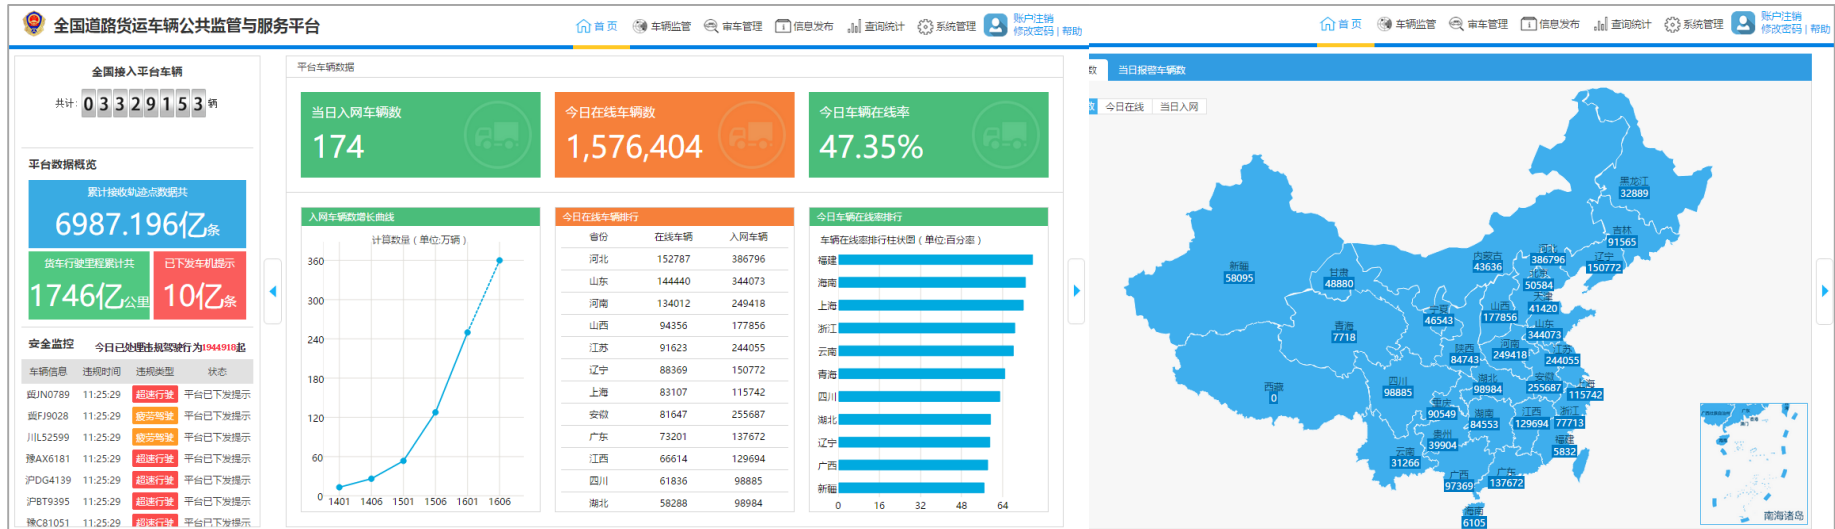 全国道路货运车辆公共监管与服务平台
首 页
车辆监管
审车管理
信息发布
查询统计
系统管理
账户注销
修改密码 | 帮助
首 页
车辆监管
审车管理
信息发布
查询统计
系统管理
账户注销
修改密码 | 帮助
全国接入平台车辆
共计: 03329153 辆
平台数据概览
累计接收轨迹点数据共
6987.196亿条
货车行驶里程累计共
1746亿公里
已下发车机提示
10亿条
安全监控 今日已处理违规驾驶行为1944918起
车辆信息 违规时间 违规类型 状态
冀JN0789 11:25:29 超速行驶 平台已下发提示
冀FJ9028 11:25:29 疲劳驾驶 平台已下发提示
川L52599 11:25:29 疲劳驾驶 平台已下发提示
豫AX6181 11:25:29 超速行驶 平台已下发提示
沪DG4139 11:25:29 超速行驶 平台已下发提示
沪BT9395 11:25:29 超速行驶 平台已下发提示
豫C81051 11:25:29 超速行驶 平台已下发提示
平台车辆数据
当日入网车辆数
174
今日在线车辆数
1,576,404
今日车辆在线率
47.35%
入网车辆数增长曲线
计算数量 ( 单位:万辆 )
360
300
240
180
120
60
0
1401 1406 1501 1506 1601 1606
今日在线车辆排行
省份 在线车辆 入网车辆
河北 152787 386796
山东 144440 344073
河南 134012 249418
山西 94356 177856
江苏 91623 244055
辽宁 88369 150772
上海 83107 115742
安徽 81647 255687
广东 73201 137672
江西 66614 129694
四川 61836 98885
湖北 58288 98984
今日车辆在线率排行
车辆在线率排行柱状图 ( 单位:百分率 )
福建
海南
上海
浙江
云南
青海
四川
湖北
辽宁
广西
新疆
0 16 32 48 64
数 当日报警车辆数
今日在线 当日入网
黑龙江
32889
吉林
91565
辽宁
150772
内蒙古
43636
河北
386796
北京
50584
天津
41420
新疆
58095
甘肃
48880
宁夏
46543
山西
177856
山东
344073
青海
7718
陕西
84743
河南
249418
江苏
244055
西藏
0
四川
98885
湖北
98984
安徽
255687
上海
115742
重庆
90549
湖南
84553
江西
129694
浙江
77713
贵州
39904
福建
5832
云南
31266
广西
97369
广东
137672
海南
6105
南海诸岛